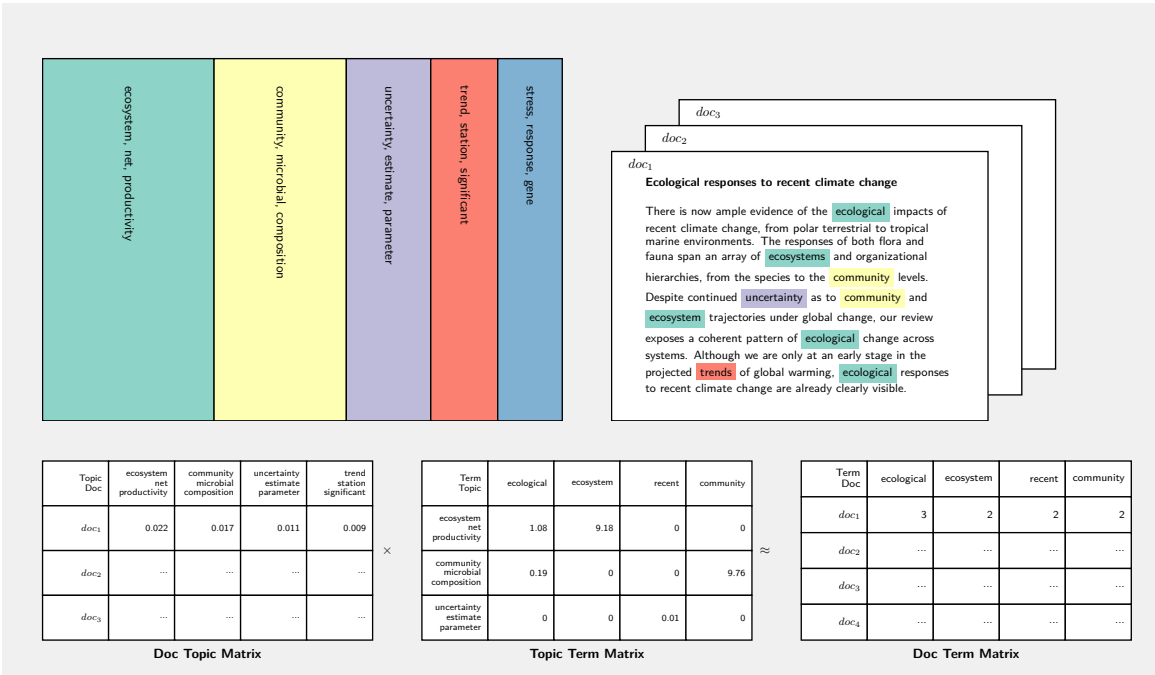 ecosystem, net, productivity
community, microbial, composition
uncertainty, estimate, parameter
trend, station, significant
stress, response, gene
doc3
doc2
doc1
Ecological responses to recent climate change
There is now ample evidence of the ecological impacts of
recent climate change, from polar terrestrial to tropical
marine environments. The responses of both flora and
fauna span an array of ecosystems and organizational
hierarchies, from the species to the community levels.
Despite continued uncertainty as to community and
ecosystem trajectories under global change, our review
exposes a coherent pattern of ecological change across
systems. Although we are only at an early stage in the
projected trends of global warming, ecological responses
to recent climate change are already clearly visible.
Topic
Doc
ecosystem
net
productivity
community
microbial
composition
uncertainty
estimate
parameter
trend
station
significant
doc1 0.022 0.017 0.011 0.009
doc2 ... ... ... ...
doc3 ... ... ... ...
Doc Topic Matrix
×
Term
Topic
ecological ecosystem recent community
ecosystem
net
productivity
1.08 9.18 0 0
community
microbial
composition
0.19 0 0 9.76
uncertainty
estimate
parameter
0 0 0.01 0
Topic Term Matrix
≈
Term
Doc
ecological ecosystem recent community
doc1 3 2 2 2
doc2 ... ... ... ...
doc3 ... ... ... ...
doc4 ... ... ... ...
Doc Term Matrix